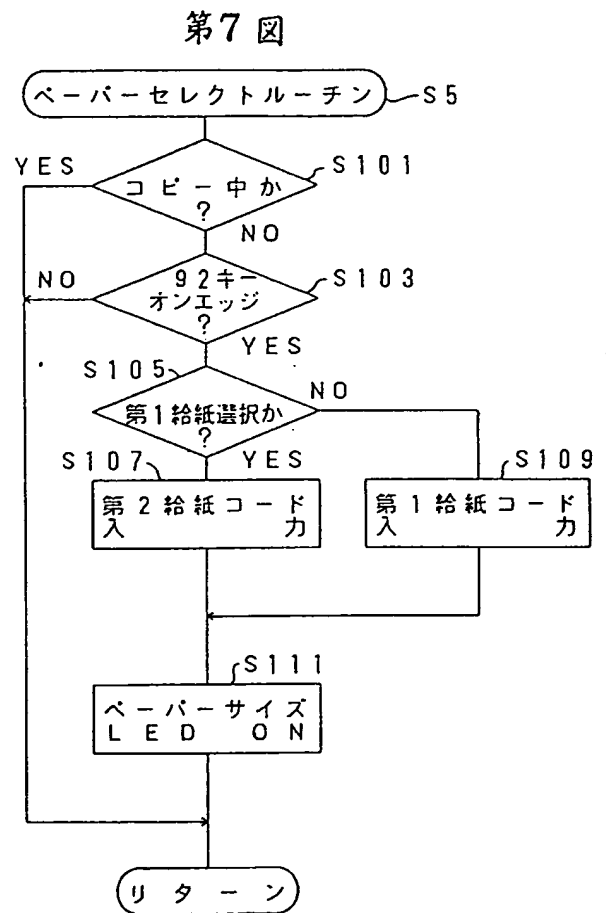 第7図
ペーパーセレクトルーチン
S5
YES
コピー中か
?
S101
NO
NO
92キー
オンエッジ
?
S103
YES
S105
第1給紙選択か
?
NO
S107
YES
S109
第2給紙コード
入力
第1給紙コード
入力
S111
ペーパーサイズ
LED ON
リターン